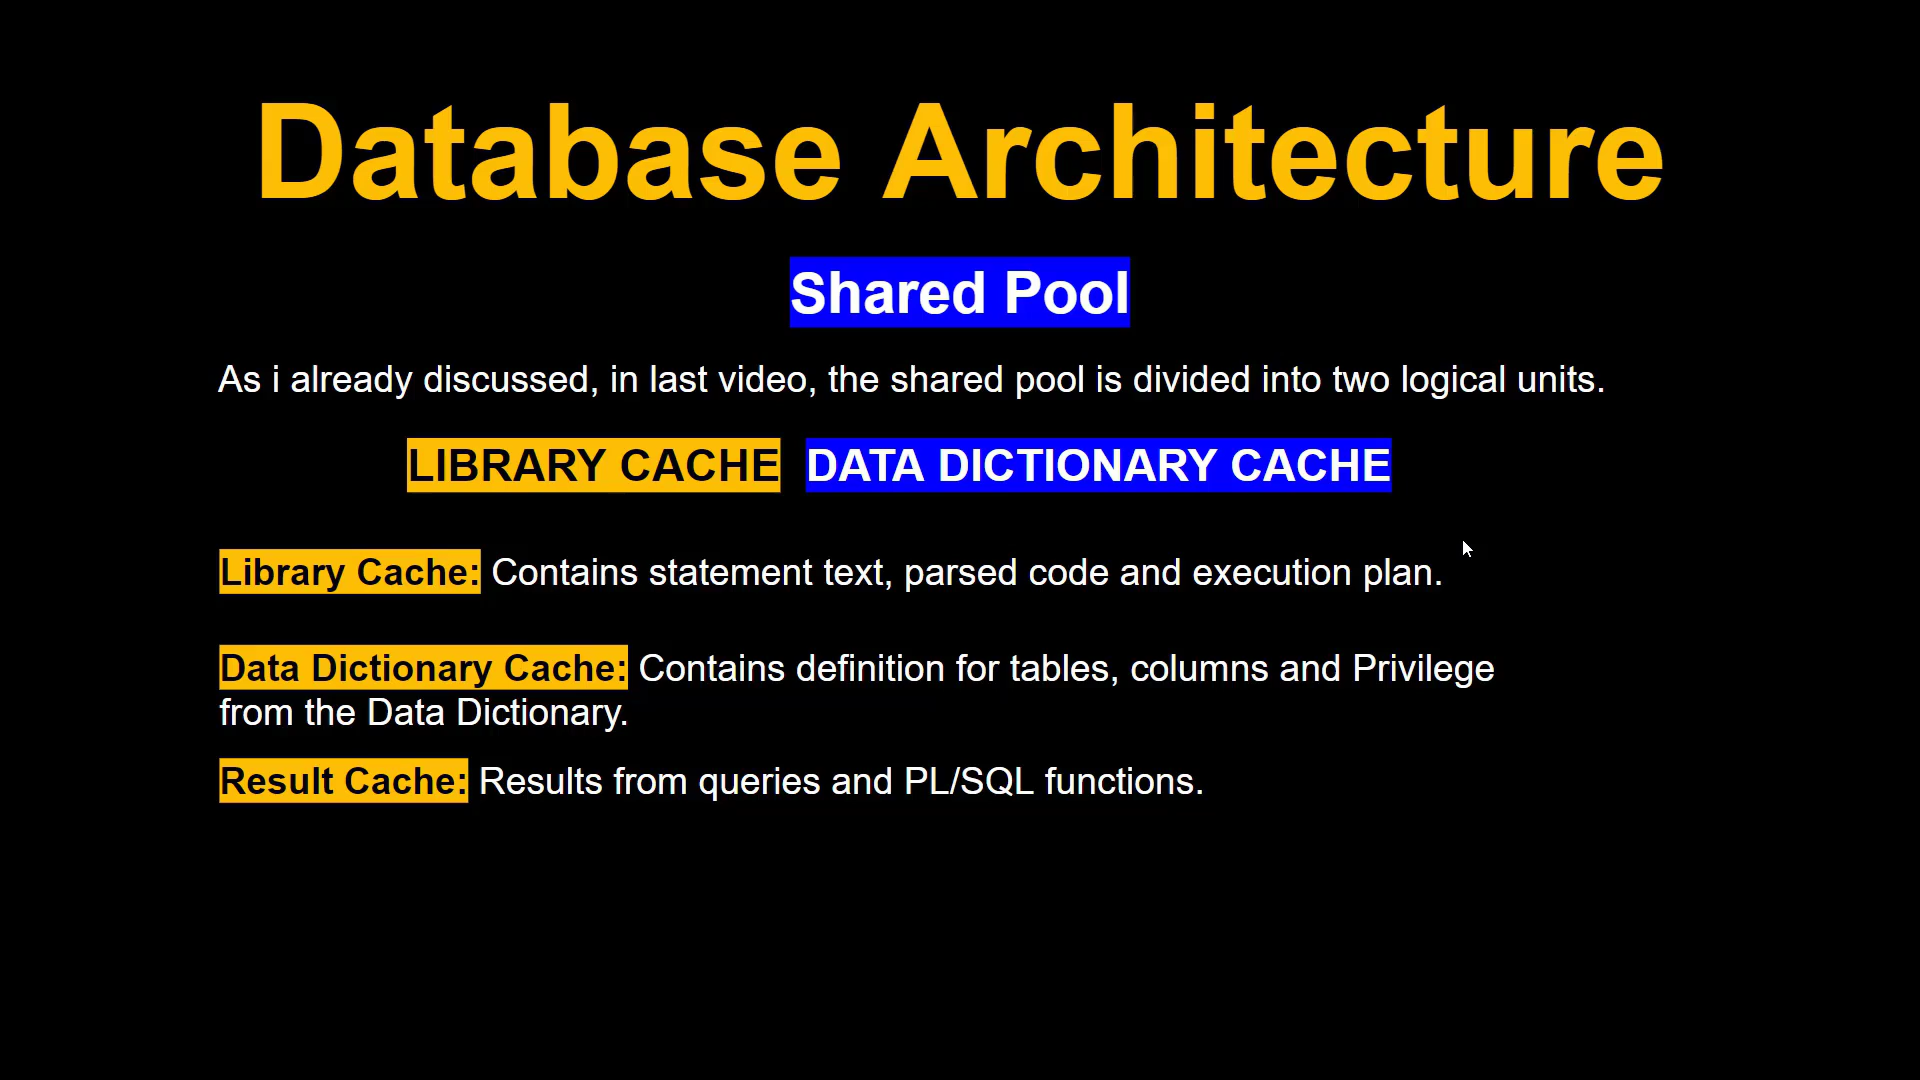 Database Architecture
Shared Pool
As i already discussed, in last video, the shared pool is divided into two logical units.
LIBRARY CACHE DATA DICTIONARY CACHE
Library Cache: Contains statement text, parsed code and execution plan.
Data Dictionary Cache: Contains definition for tables, columns and Privilege
from the Data Dictionary.
Result Cache: Results from queries and PL/SQL functions.